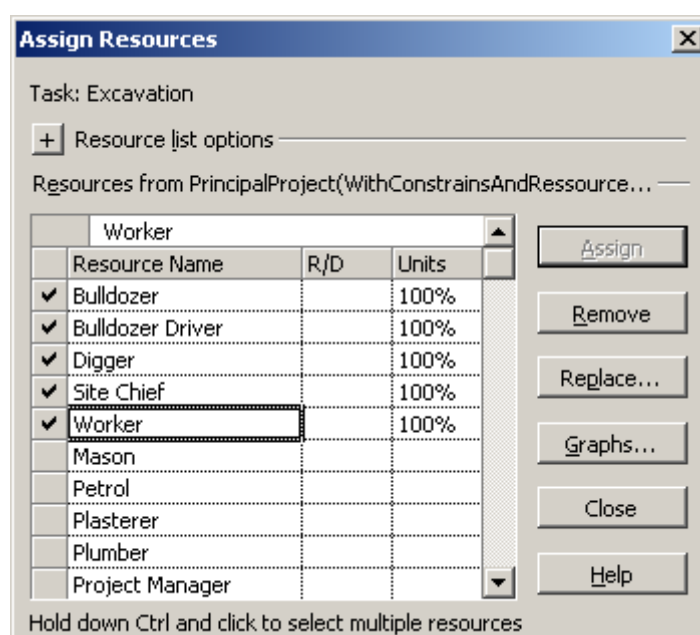 Assign Resources
Task: Excavation
+ Resource list options
Resources from PrincipalProject(WithConstrainsAndRessource...
Worker
Resource Name R/D Units
Bulldozer 100%
Bulldozer Driver 100%
Digger 100%
Site Chief 100%
Worker 100%
Mason
Petrol
Plasterer
Plumber
Project Manager
Assign
Remove
Replace...
Graphs...
Close
Help
Hold down Ctrl and click to select multiple resources